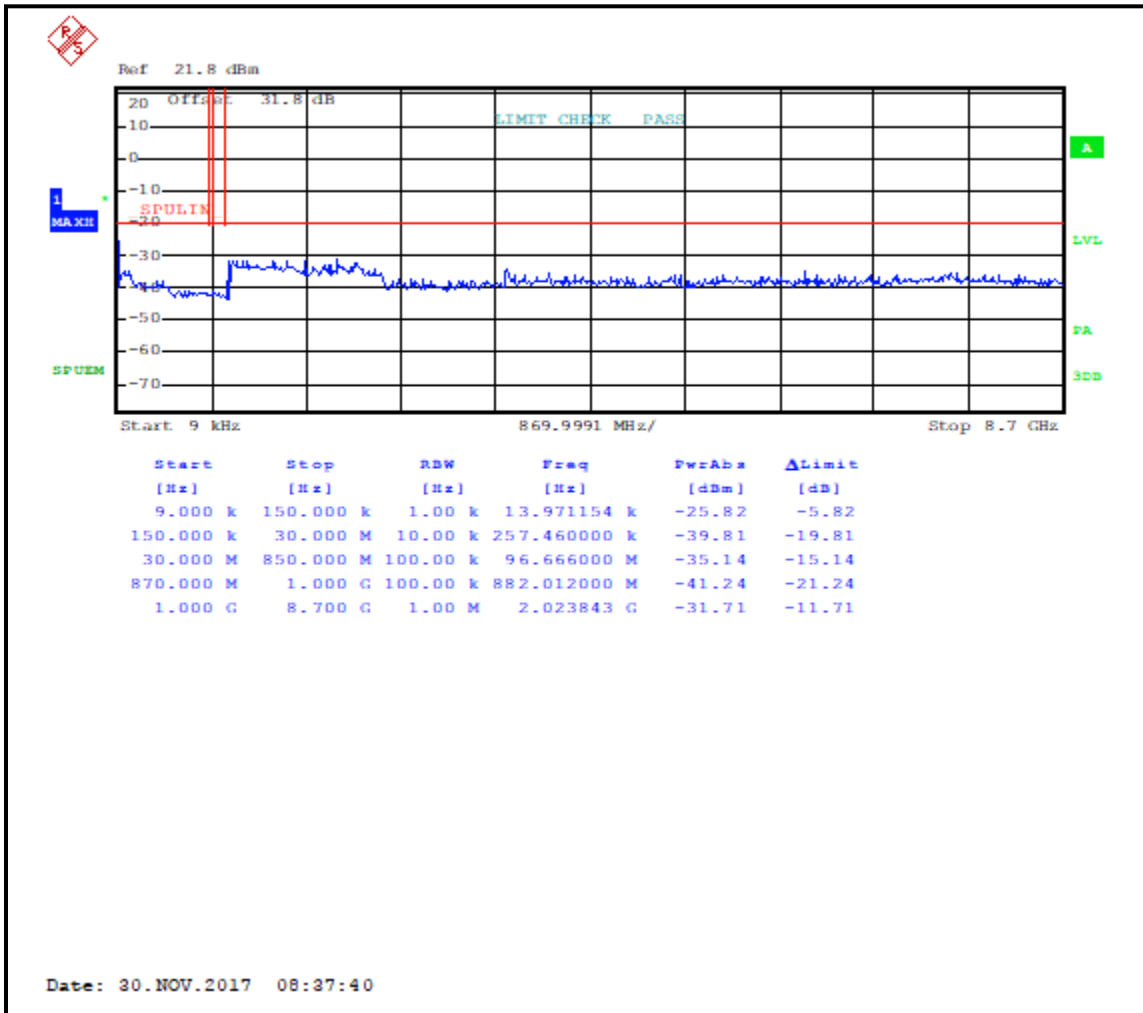 R S
Ref 21.8 dBm
20 Offset 31.8 dB
LIMIT CHECK PASS
10
0
A
-10
1
*
SPULIN
MAXH
-20
LVL
-30
-40
-50
PA
-60
SPUEM
3DB
-70
Start 9 kHz 869.9991 MHz/ Stop 8.7 GHz
Start Stop RBW Freq PwrAbs ΔLimit
[Hz] [Hz] [Hz] [Hz] [dBm] [dB]
9.000 k 150.000 k 1.00 k 13.971154 k -25.82 -5.82
150.000 k 30.000 M 10.00 k 257.460000 k -39.81 -19.81
30.000 M 850.000 M 100.00 k 96.666000 M -35.14 -15.14
870.000 M 1.000 G 100.00 k 882.012000 M -41.24 -21.24
1.000 G 8.700 G 1.00 M 2.023843 G -31.71 -11.71
Date: 30.NOV.2017 08:37:40